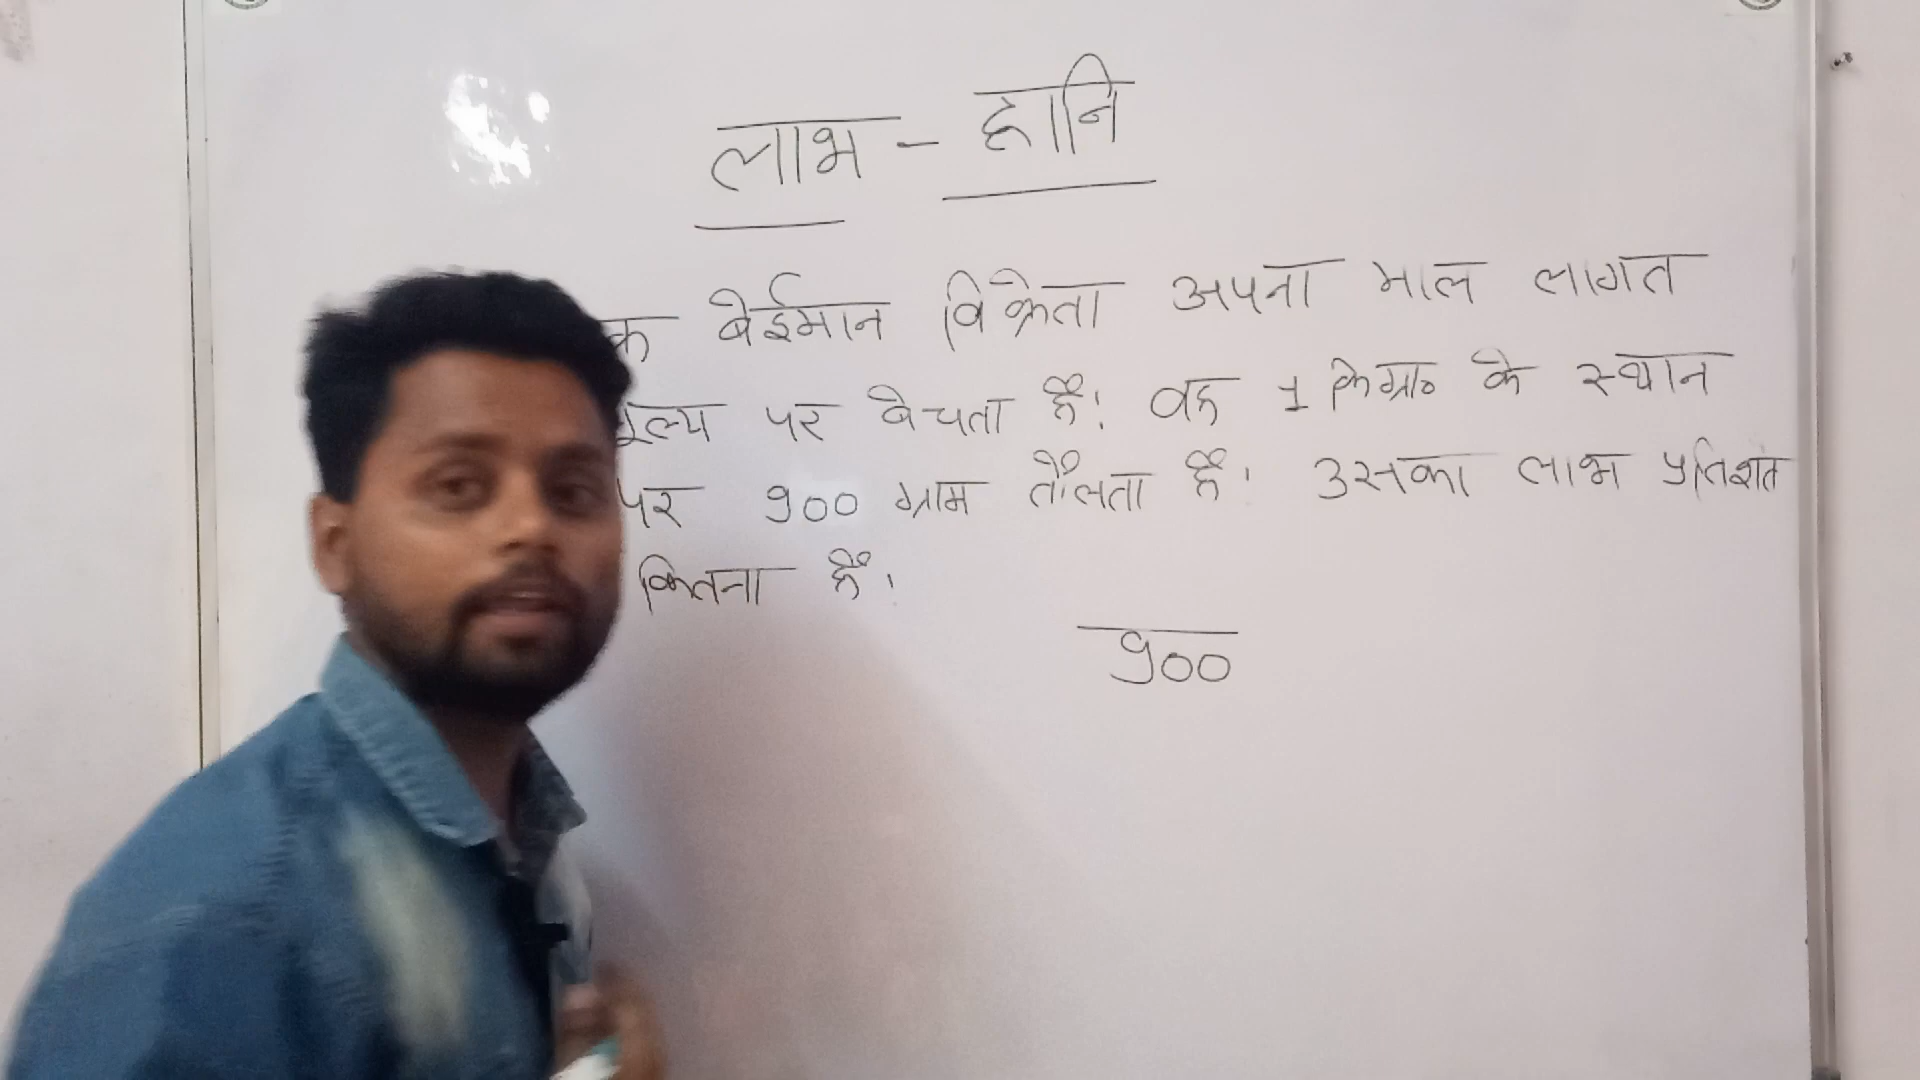 लाभ - हानि
क बेईमान विक्रेता अपना माल लागत
मूल्य पर बेचता है। वह 1 किग्रा० के स्थान
पर 900 ग्राम तौलता है। उसका लाभ प्रतिशत
कितना है।
900